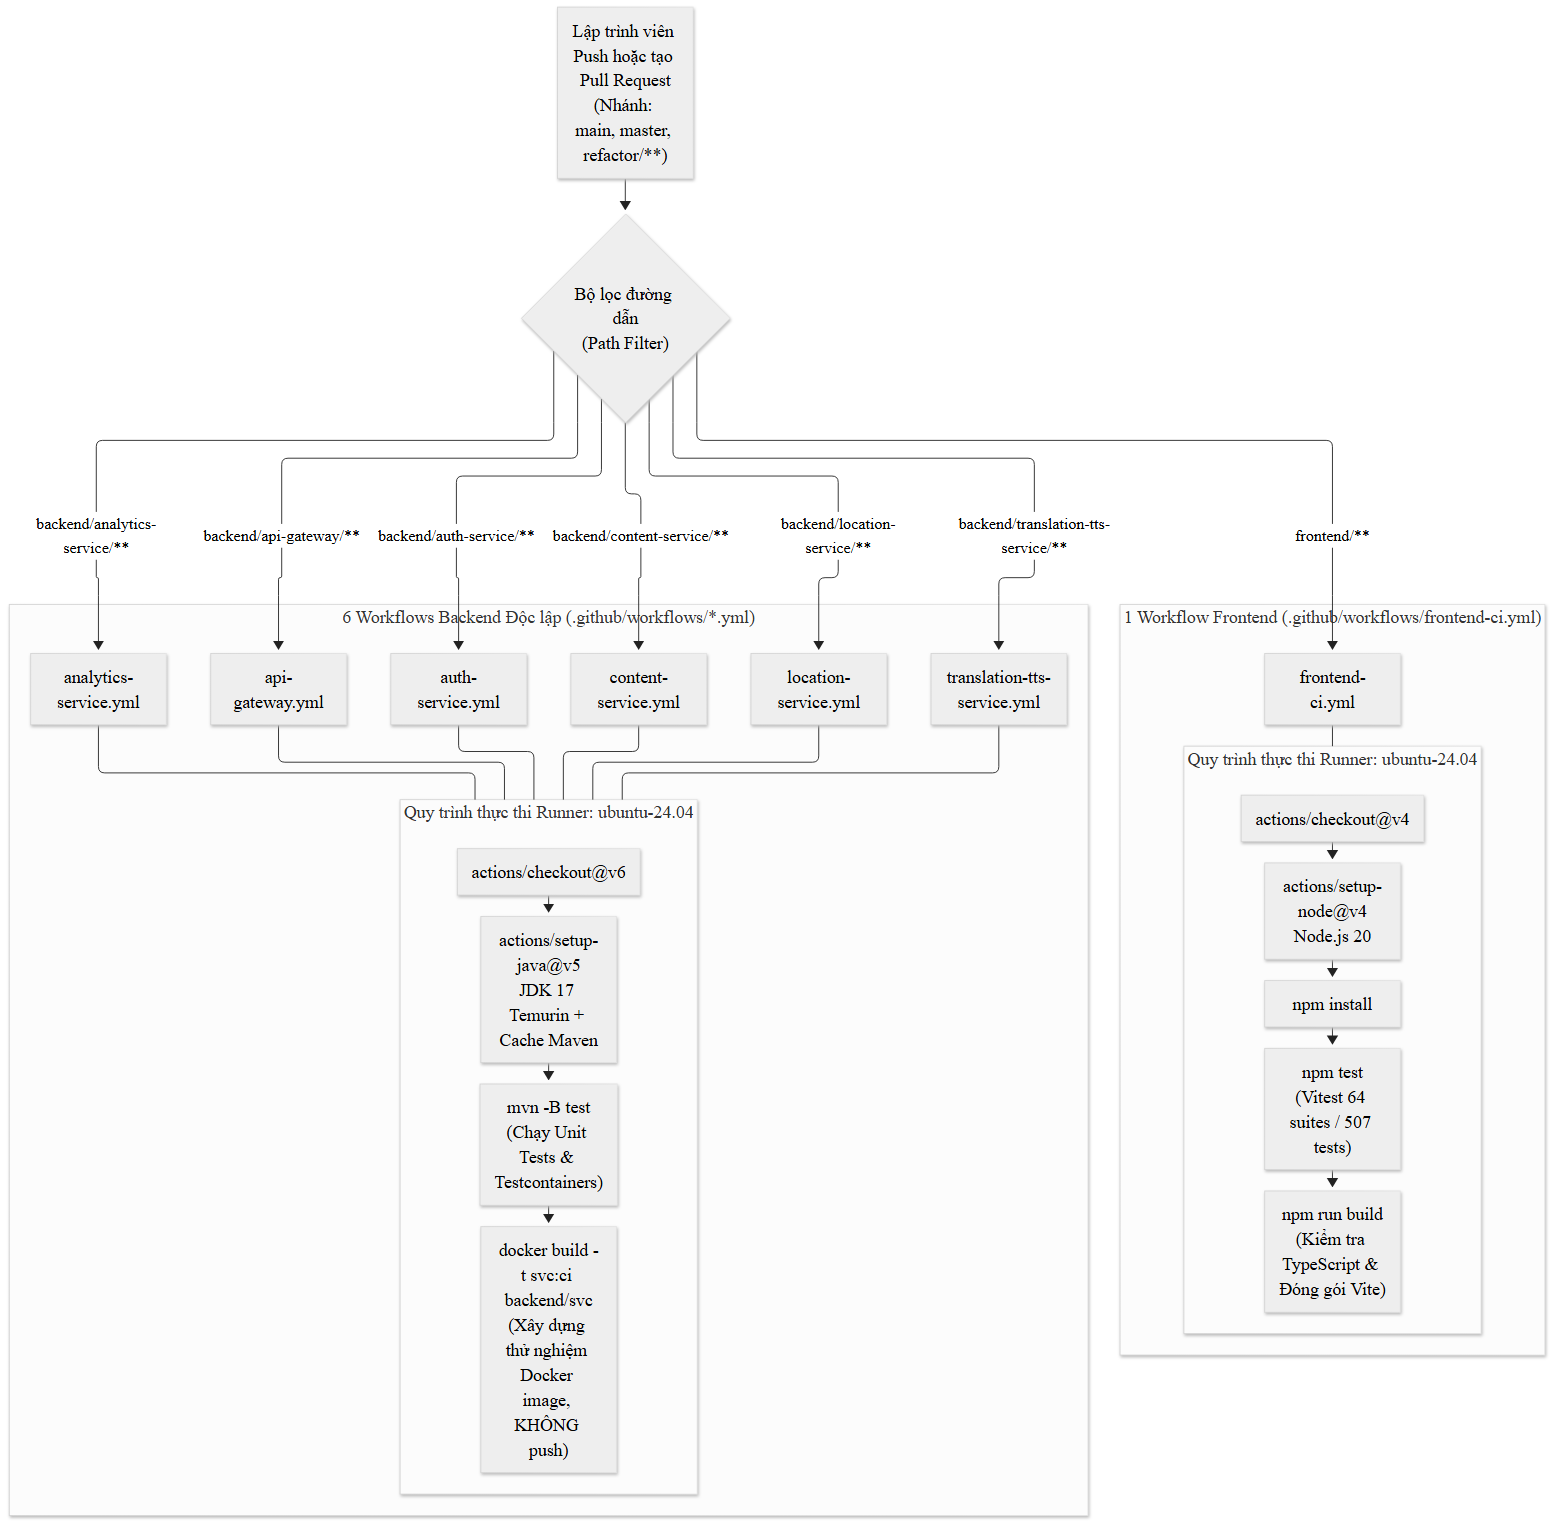 Lập trình viên
Push hoặc tạo
Pull Request
(Nhánh:
main, master,
refactor/**)
Bộ lọc đường
dẫn
(Path Filter)
backend/analytics-
service/**
backend/api-gateway/**
backend/auth-service/**
backend/content-service/**
backend/location-
service/**
backend/translation-tts-
service/**
frontend/**
6 Workflows Backend Độc lập (.github/workflows/*.yml)
1 Workflow Frontend (.github/workflows/frontend-ci.yml)
analytics-
service.yml
api-
gateway.yml
auth-
service.yml
content-
service.yml
location-
service.yml
translation-tts-
service.yml
frontend-
ci.yml
Quy trình thực thi Runner: ubuntu-24.04
actions/checkout@v6
actions/setup-
java@v5
JDK 17
Temurin +
Cache Maven
mvn -B test
(Chạy Unit
Tests &
Testcontainers)
docker build -
t svc:ci
backend/svc
(Xây dựng
thử nghiệm
Docker
image,
KHÔNG
push)
Quy trình thực thi Runner: ubuntu-24.04
actions/checkout@v4
actions/setup-
node@v4
Node.js 20
npm install
npm test
(Vitest 64
suites / 507
tests)
npm run build
(Kiểm tra
TypeScript &
Đóng gói Vite)